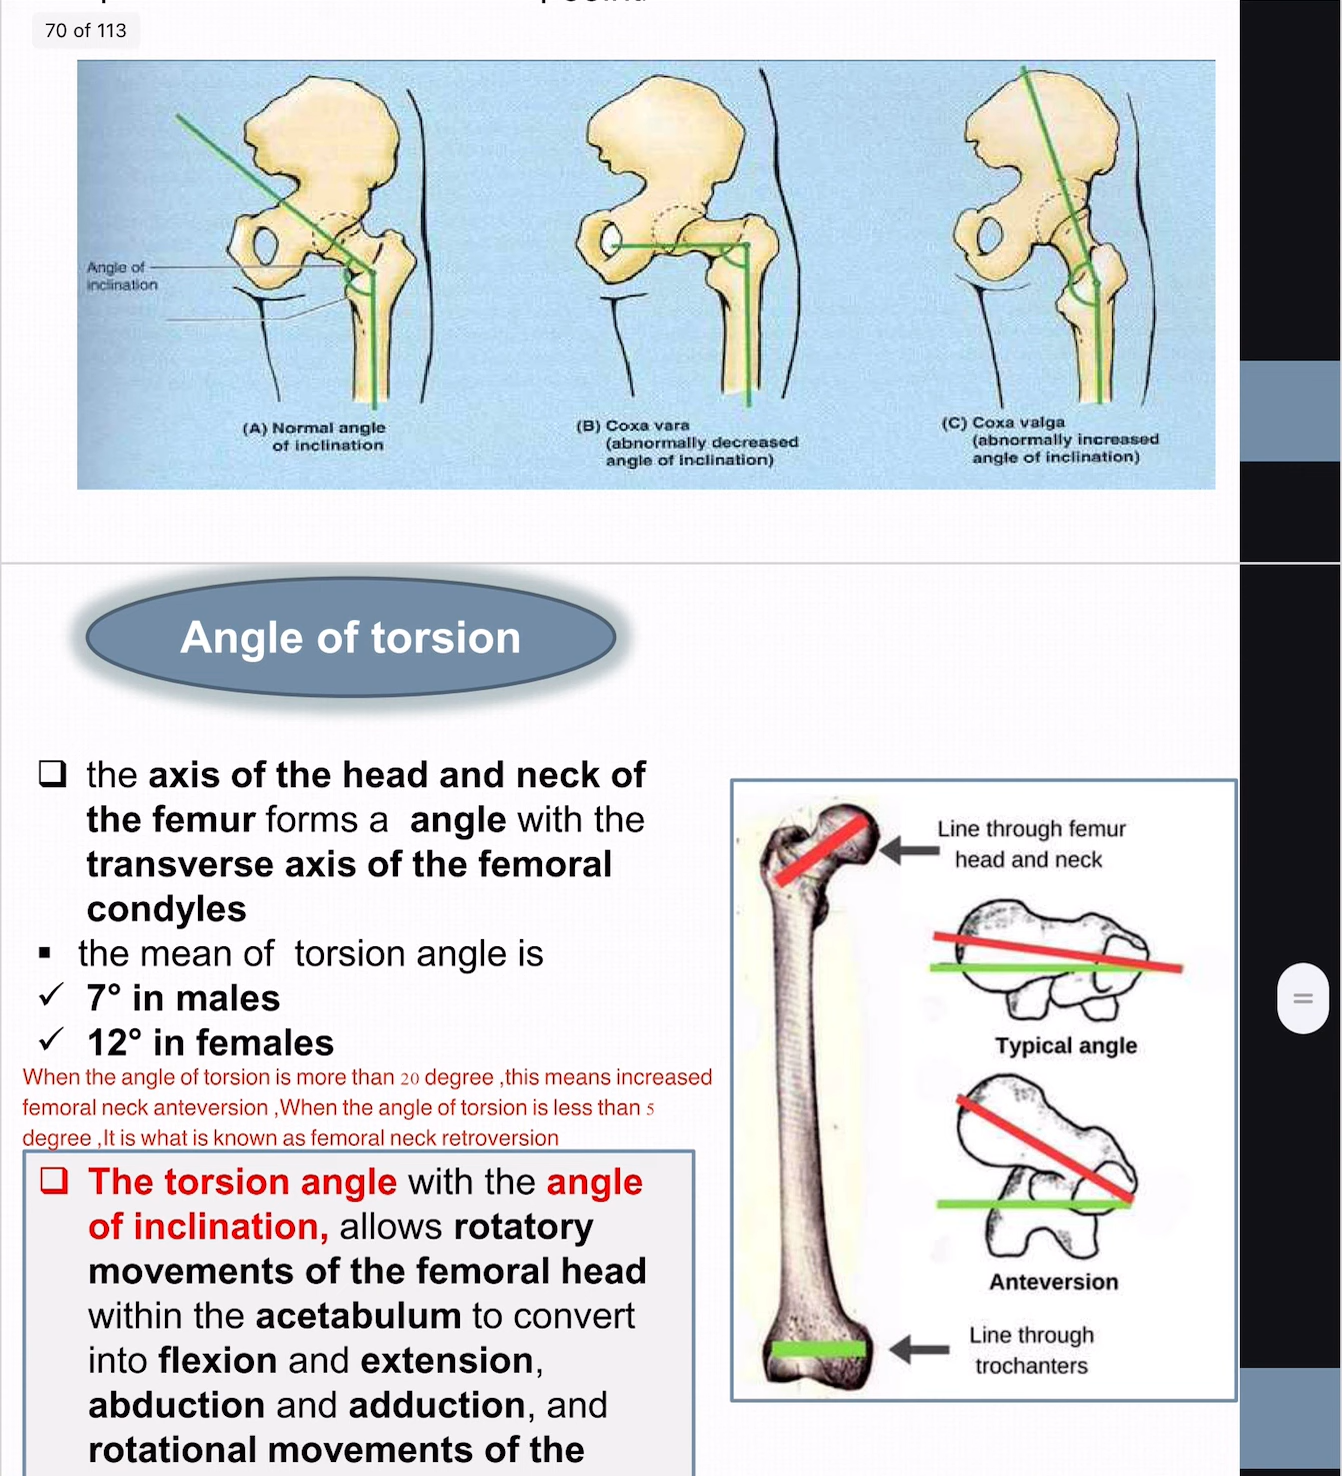 70 of 113
Angle of
inclination
(A) Normal angle
of inclination
(B) Coxa vara
(abnormally decreased
angle of inclination)
(C) Coxa valga
(abnormally increased
angle of inclination)
Angle of torsion
❑ the axis of the head and neck of
the femur forms a angle with the
transverse axis of the femoral
condyles
▪ the mean of torsion angle is
✓ 7° in males
✓ 12° in females
When the angle of torsion is more than 20 degree ,this means increased
femoral neck anteversion ,When the angle of torsion is less than 5
degree ,It is what is known as femoral neck retroversion
❑ The torsion angle with the angle
of inclination, allows rotatory
movements of the femoral head
within the acetabulum to convert
into flexion and extension,
abduction and adduction, and
rotational movements of the
Line through femur
head and neck
Typical angle
Anteversion
Line through
trochanters